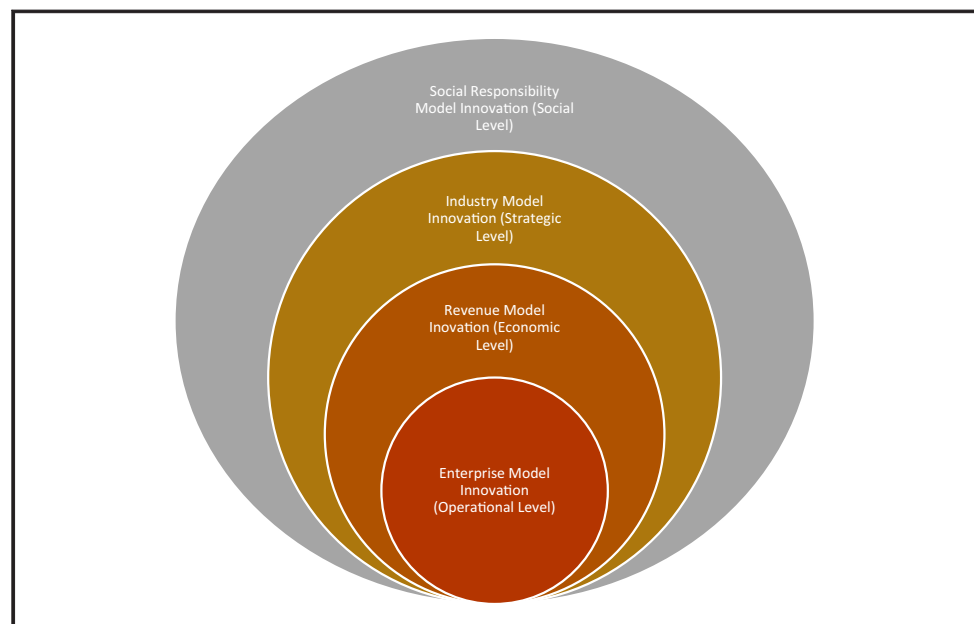 Social Responsibility
Model Innovation (Social
Level)
Industry Model
Innovation (Strategic
Level)
Revenue Model
Inovation (Economic
Level)
Enterprise Model
Innovation
(Operational Level)